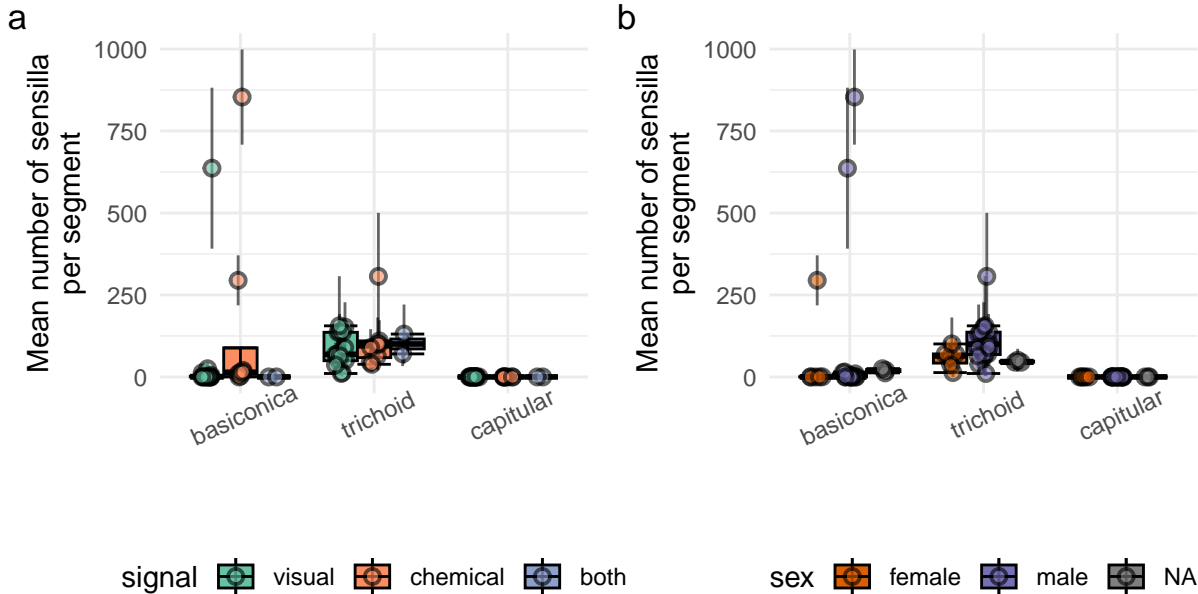 a
Mean number of sensilla
per segment
1000
750
500
250
0
basiconica
trichoid
capitular
signal
visual
chemical
both
b
Mean number of sensilla
per segment
1000
750
500
250
0
basiconica
trichoid
capitular
sex
female
male
NA